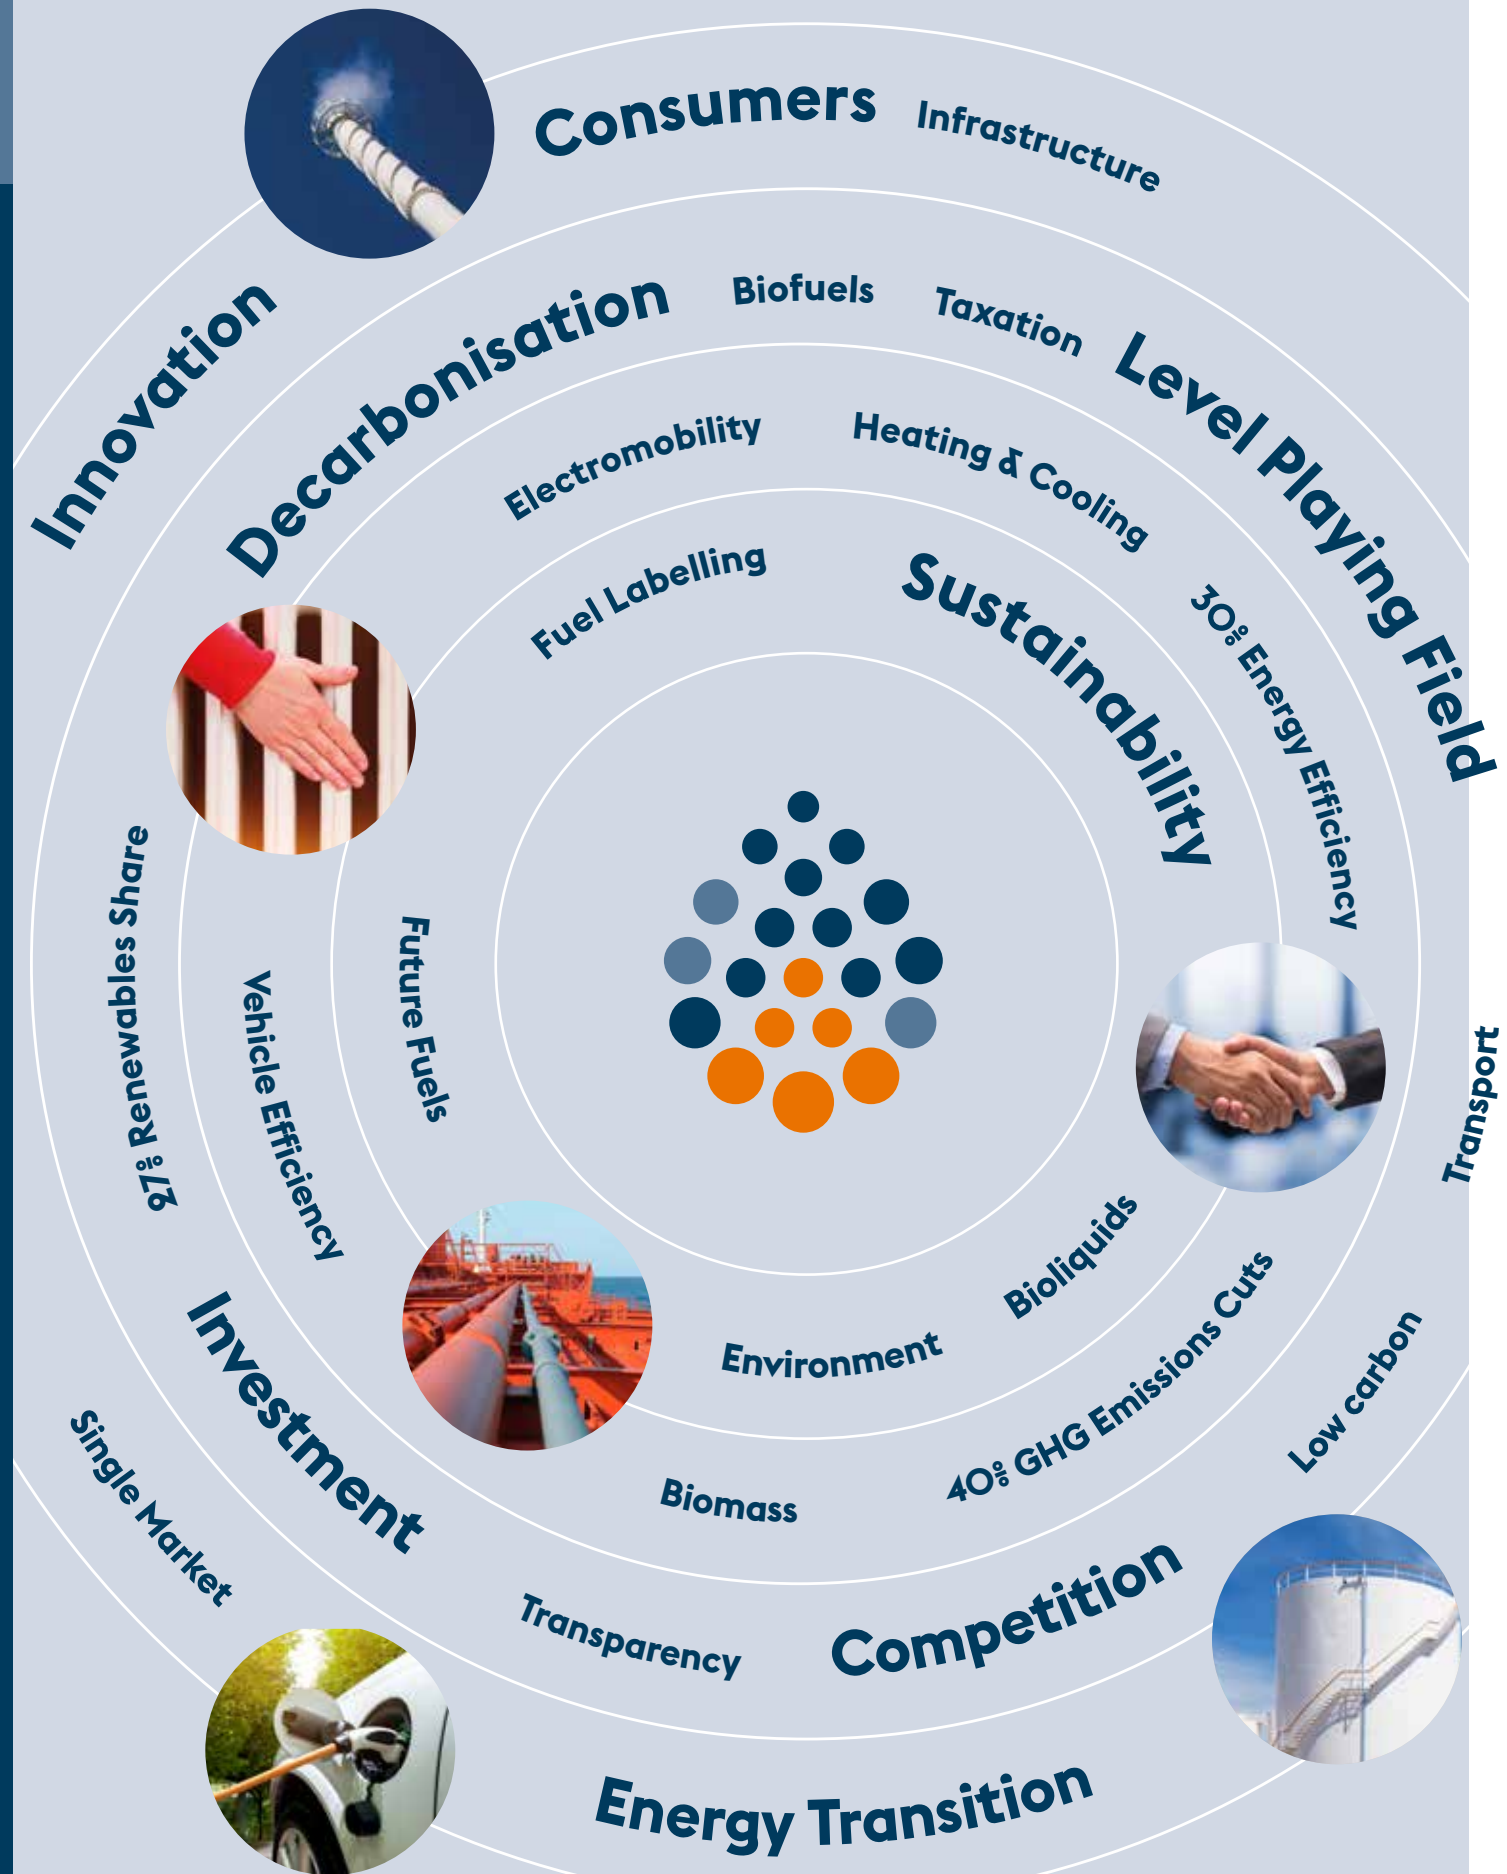 Consumers
Infrastructure
Innovation
Decarbonisation
Biofuels
Taxation
Level Playing Field
Electromobility
Heating & Cooling
Fuel Labelling
Sustainability
30% Energy Efficiency
27% Renewables Share
Future Fuels
Vehicle Efficiency
Transport
Bioliquids
Environment
40% GHG Emissions Cuts
Low carbon
Investment
Single Market
Biomass
Transparency
Competition
Energy Transition